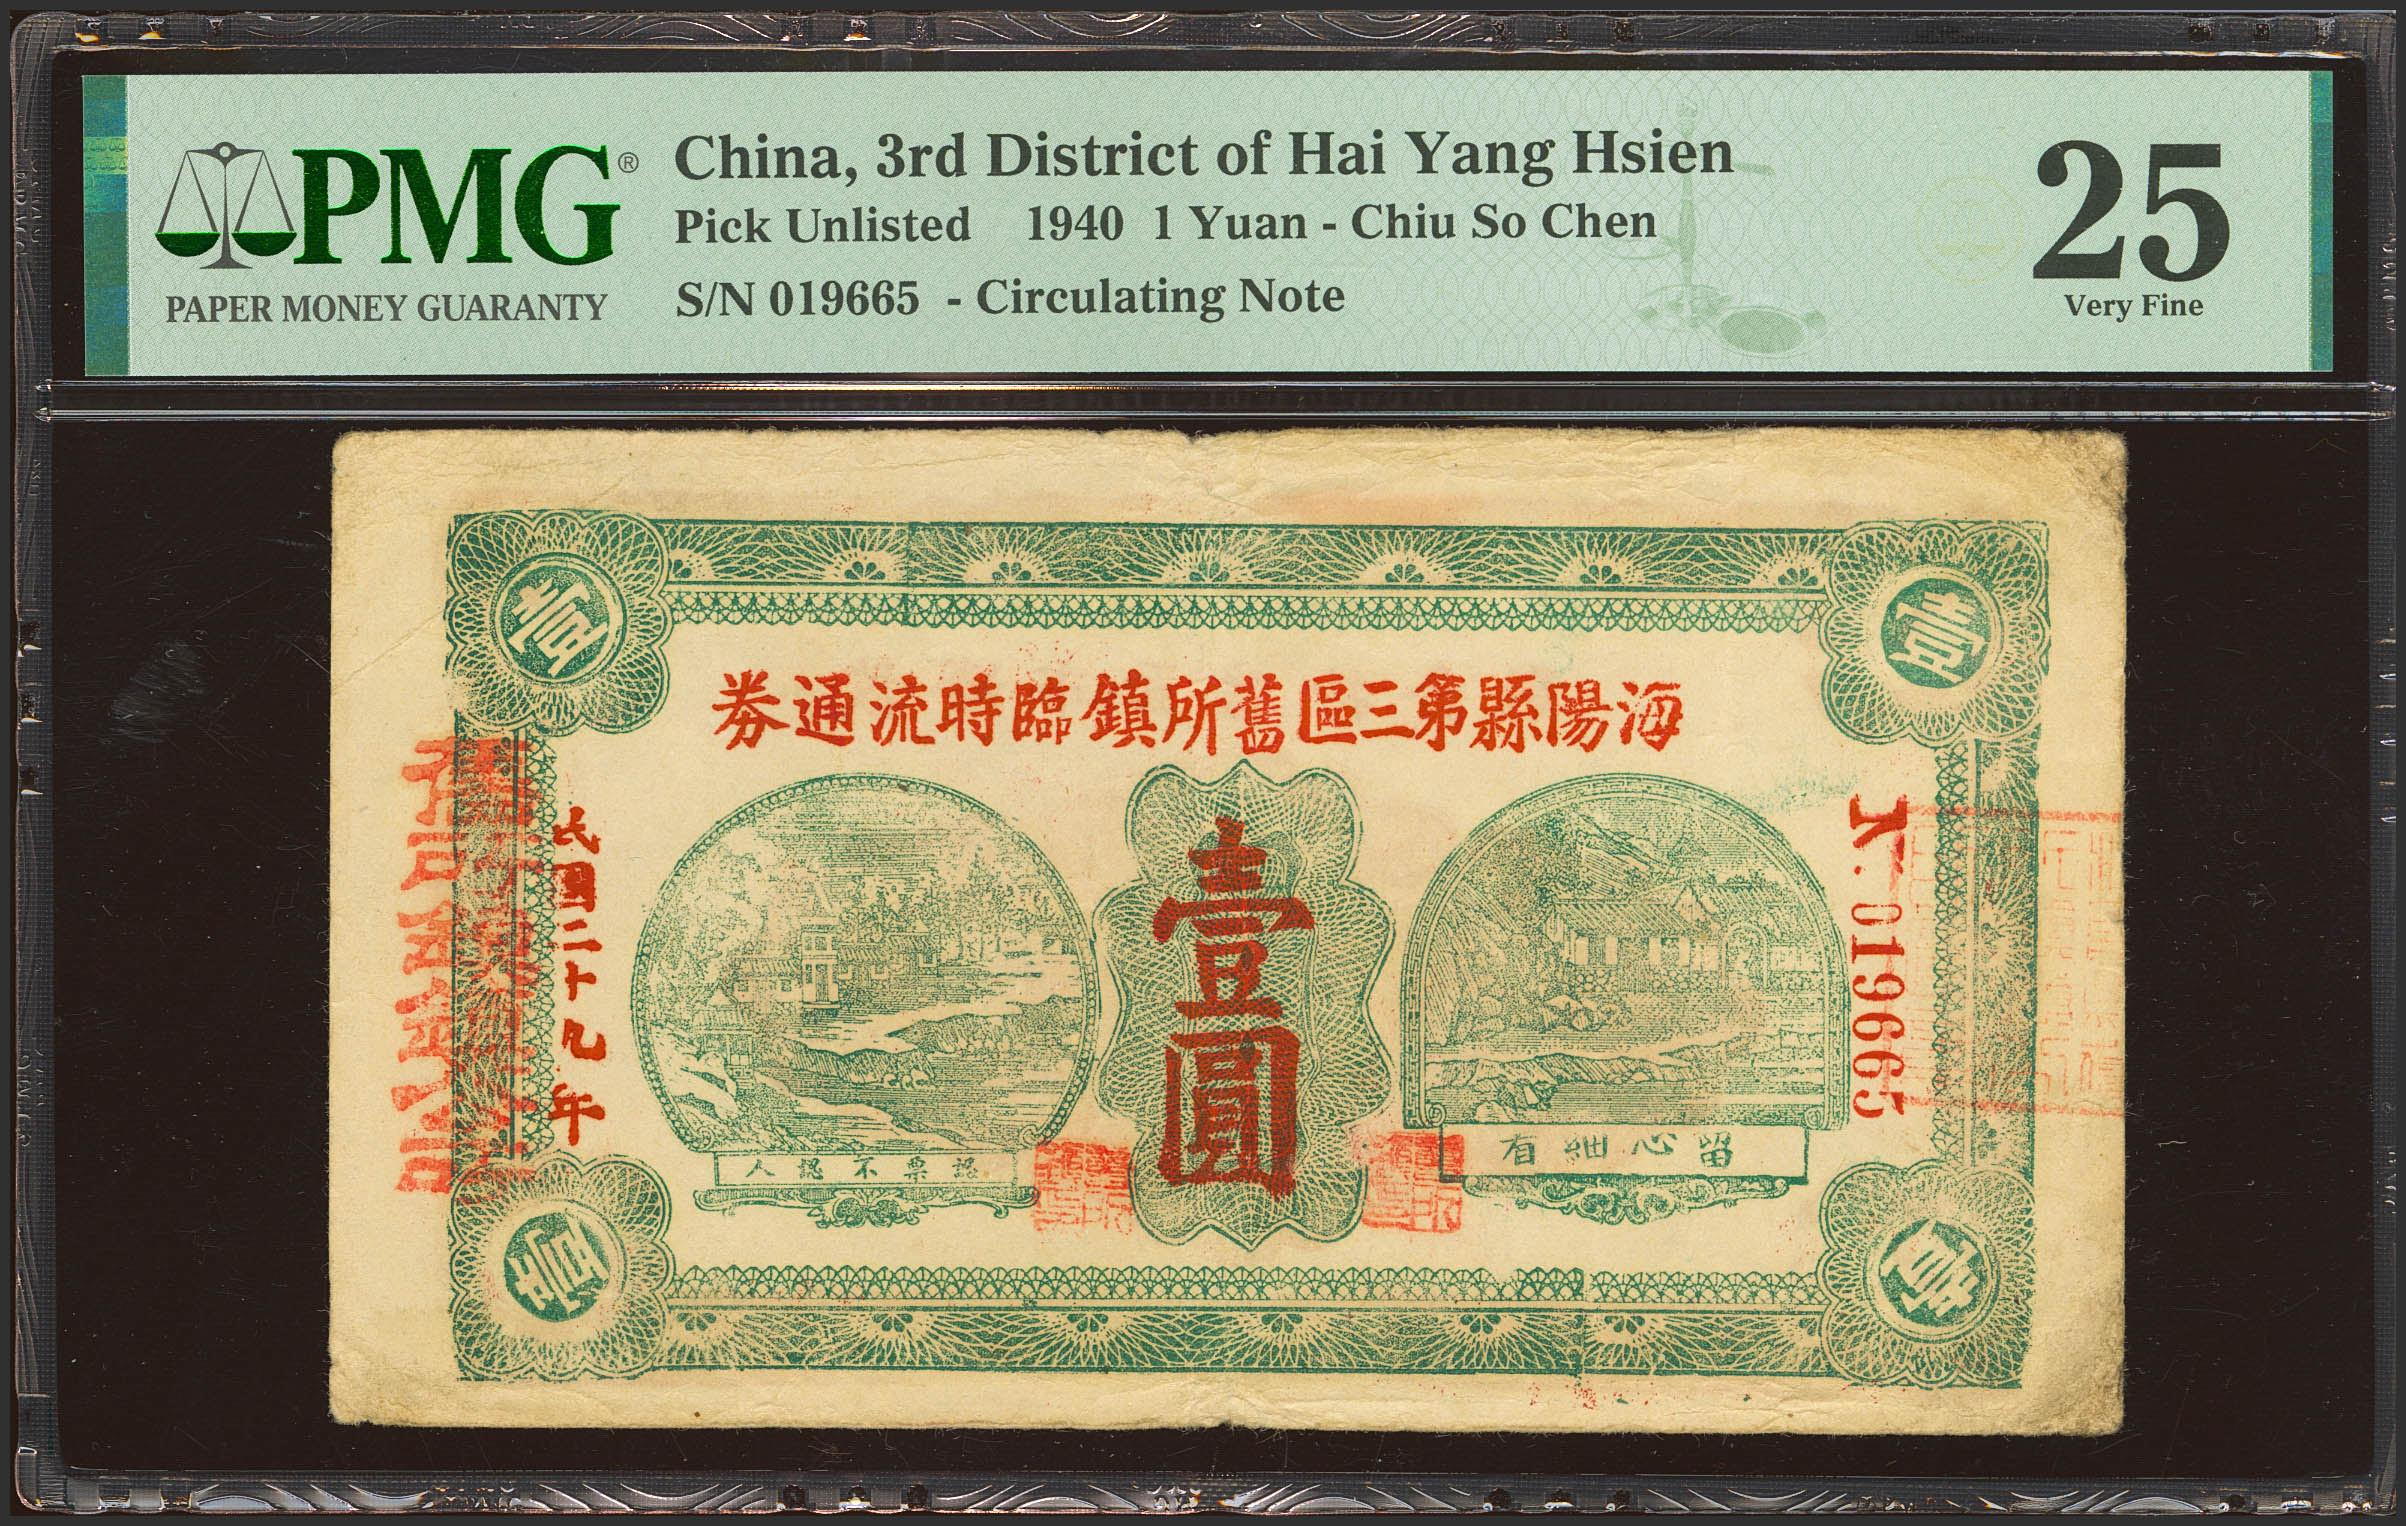 PMG®
PAPER MONEY GUARANTY
China, 3rd District of Hai Yang Hsien
Pick Unlisted 1940 1 Yuan - Chiu So Chen
S/N 019665 - Circulating Note
25
Very Fine
壹
壹
海陽縣第三區舊所鎮臨時流通券
民國二十九年
壹圓
019665
認票不認人
留心細看
壹
壹